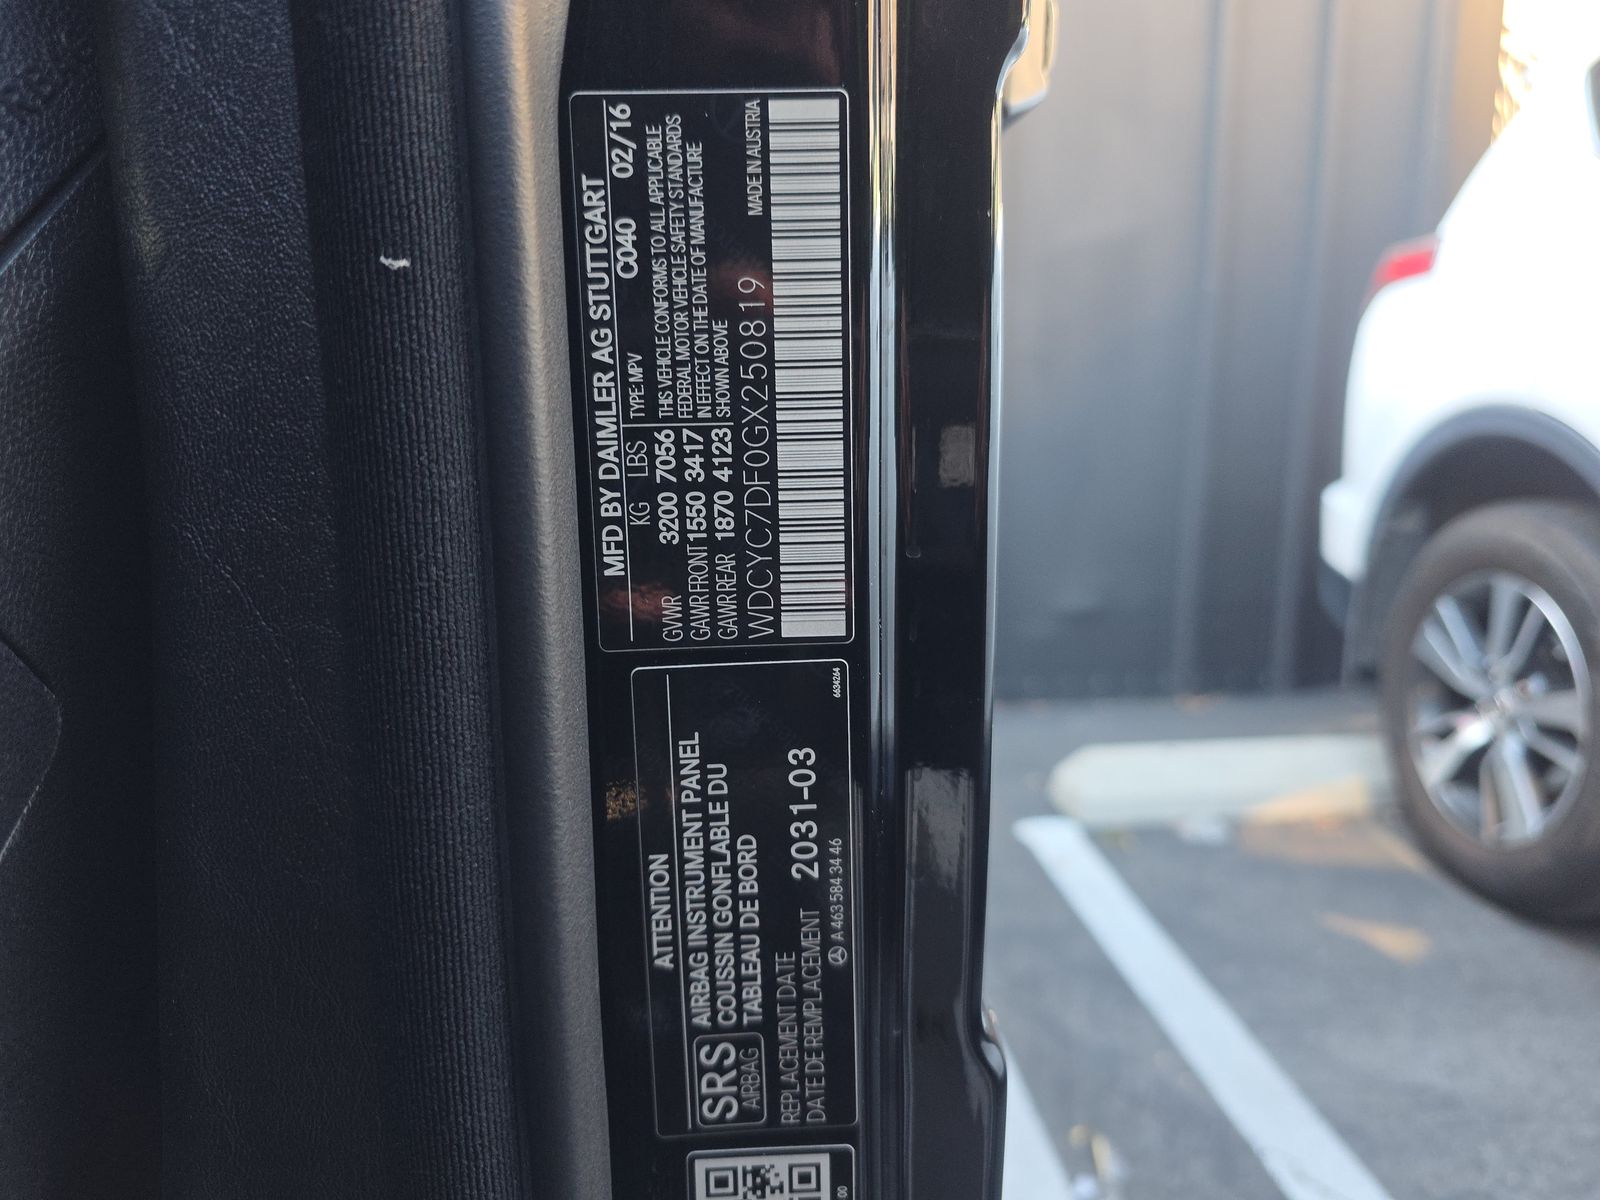 MFD BY DAIMLER AG STUTTGART
KG LBS TYPE: MPV C040 02/16
GVWR 3200 7056
GAWR FRONT 1550 3417
GAWR REAR 1870 4123
THIS VEHICLE CONFORMS TO ALL APPLICABLE
FEDERAL MOTOR VEHICLE SAFETY STANDARDS
IN EFFECT ON THE DATE OF MANUFACTURE
SHOWN ABOVE
WDCYC7DF0GX250819 MADE IN AUSTRIA
ATTENTION
SRS
AIRBAG
AIRBAG INSTRUMENT PANEL
COUSSIN GONFLABLE DU
TABLEAU DE BORD
REPLACEMENT DATE
DATE DE REMPLACEMENT 2031-03
A 463 584 34 46
6634264